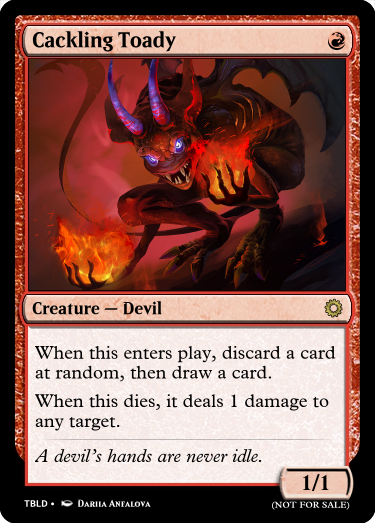 Cackling Toady
Creature — Devil
When this enters play, discard a card
at random, then draw a card.
When this dies, it deals 1 damage to
any target.
A devil's hands are never idle.
1/1
TBLD • Dariia Anfalova
(NOT FOR SALE)